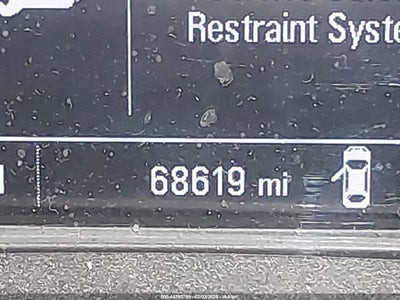 Restraint Syste
68619 mi